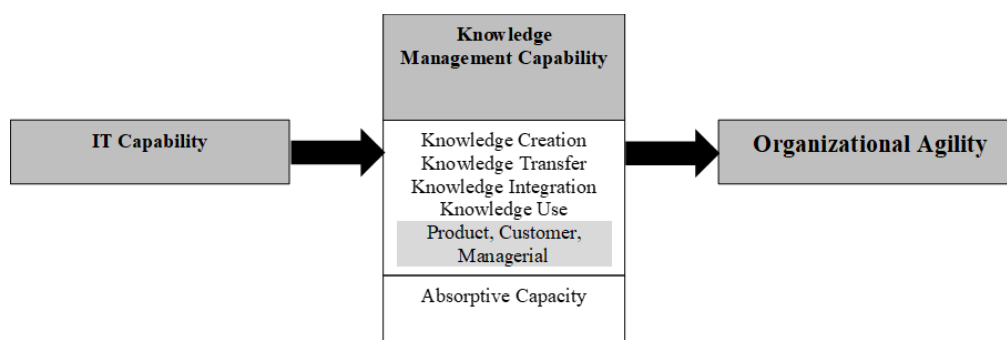 Knowledge
Management Capability
IT Capability
Knowledge Creation
Knowledge Transfer
Knowledge Integration
Knowledge Use
Product, Customer,
Managerial
Absorptive Capacity
Organizational Agility